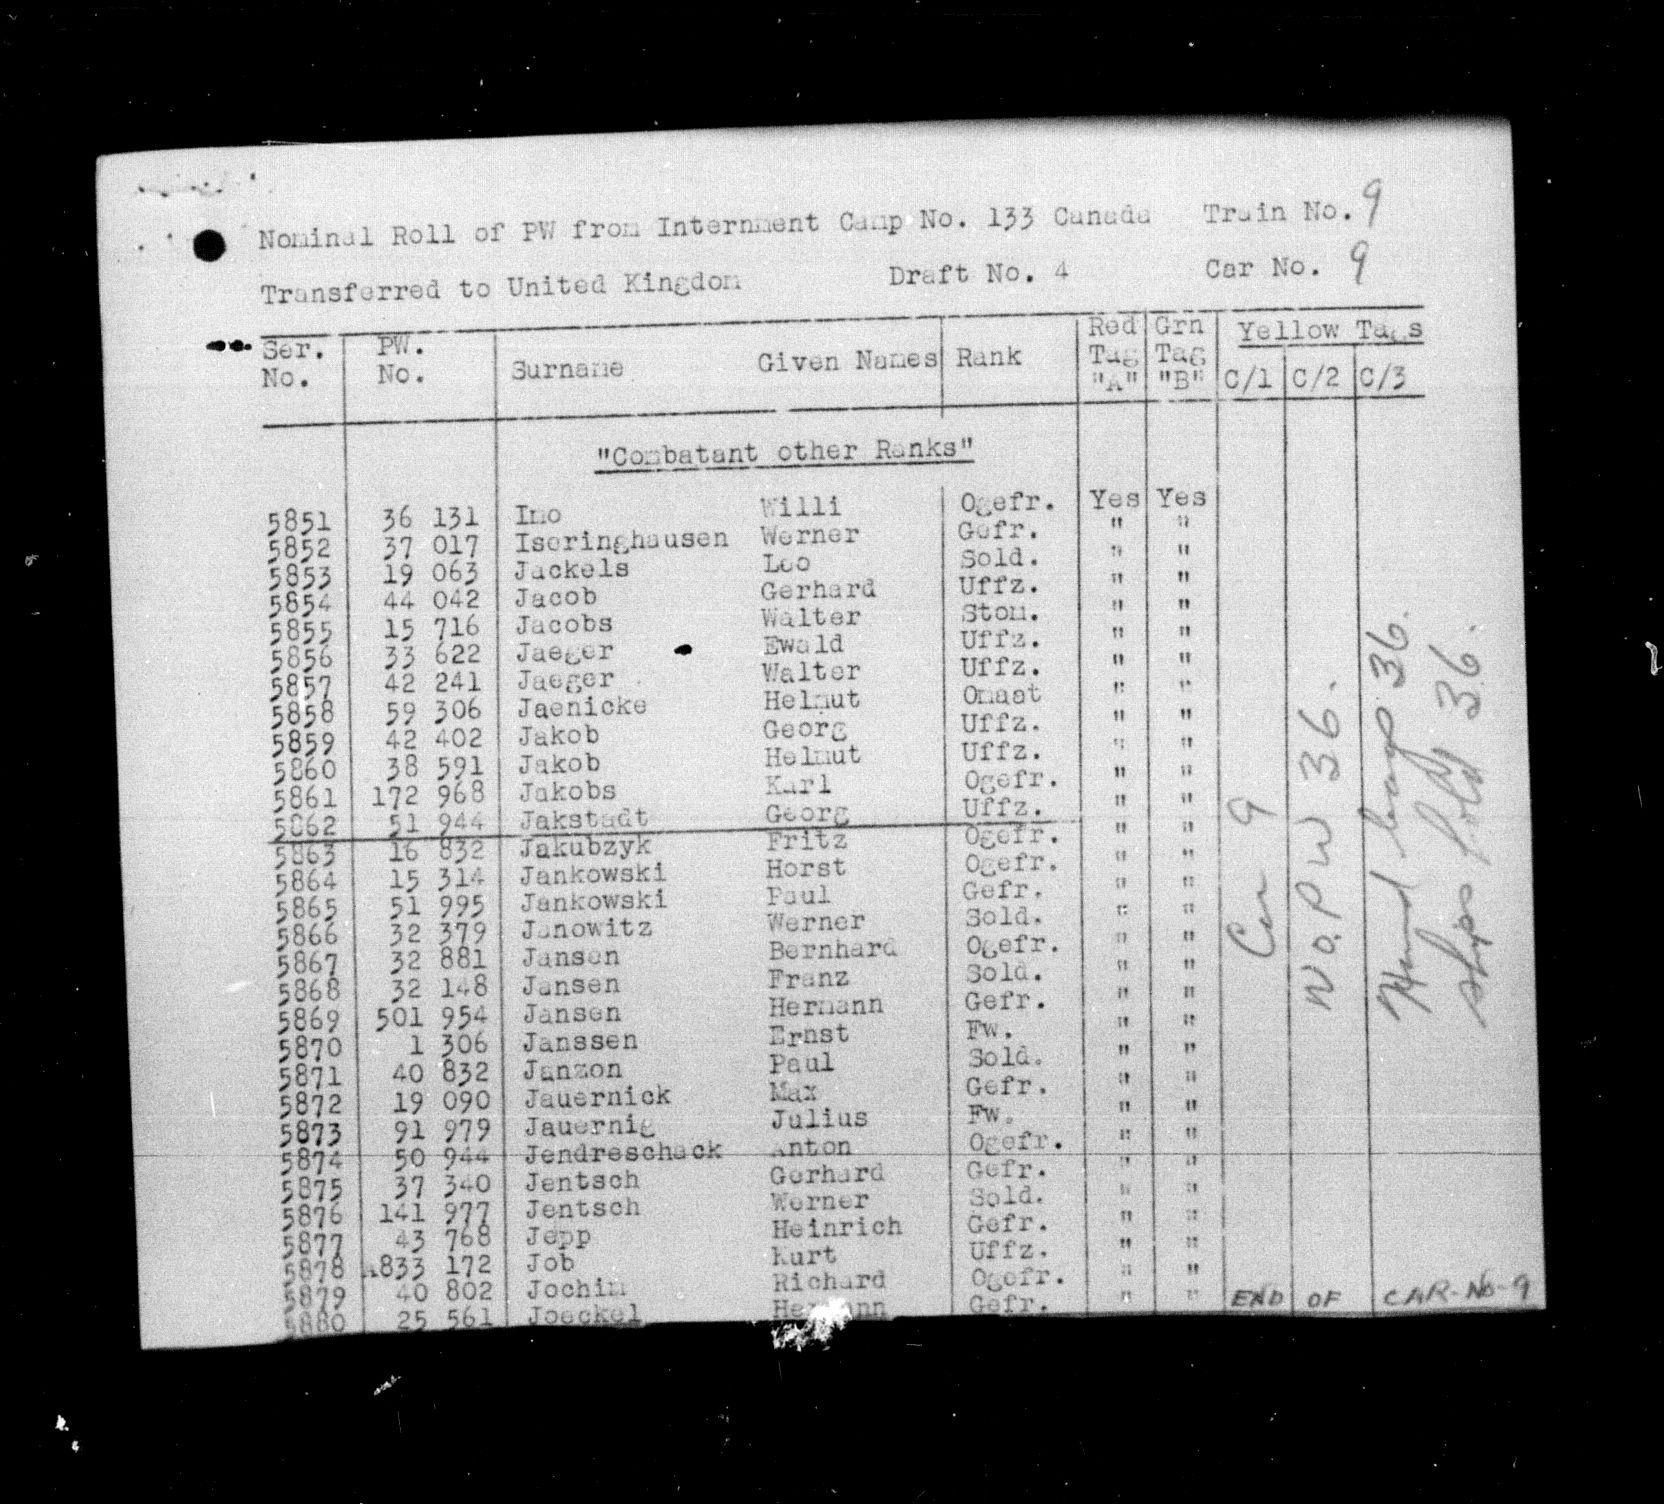 Nominal Roll of PW from Internment Camp No. 133 Canada Train No. 9
Transferred to United Kingdom Draft No. 4 Car No. 9
Ser. No. PW. No. Surname Given Names Rank Red Tag "A" Grn Tag "B" Yellow Tags C/1 C/2 C/3
"Combatant other Ranks"
5851 36 131 Imo Willi Ogefr. Yes Yes
5852 37 017 Iseringhausen Werner Gefr. " "
5853 19 063 Jackels Leo Sold. " "
5854 44 042 Jacob Gerhard Uffz. " "
5855 15 716 Jacobs Walter Stom. " "
5856 33 622 Jaeger Ewald Uffz. " "
5857 42 241 Jaeger Walter Uffz. " "
5858 59 306 Jaenicke Helmut Omast " "
5859 42 402 Jakob Georg Uffz. " "
5860 38 591 Jakob Helmut Uffz. " "
5861 172 968 Jakobs Karl Ogefr. " "
5862 51 944 Jakstadt Georg Uffz. " "
5863 16 832 Jakubzyk Fritz Ogefr. " "
5864 15 314 Jankowski Horst Ogefr. " "
5865 51 995 Jankowski Paul Gefr. " "
5866 32 379 Janowitz Werner Sold. " "
5867 32 881 Jansen Bernhard Ogefr. " "
5868 32 148 Jansen Franz Sold. " "
5869 501 954 Jansen Hermann Gefr. " "
5870 1 306 Janssen Ernst Fw. " "
5871 40 832 Janzon Paul Sold. " "
5872 19 090 Jauernick Max Gefr. " "
5873 91 979 Jauernig Julius Fw. " "
5874 50 944 Jendreschack Anton Ogefr. " "
5875 37 340 Jentsch Gerhard Gefr. " "
5876 141 977 Jentsch Werner Sold. " "
5877 43 768 Jepp Heinrich Gefr. " "
5878 A833 172 Job Kurt Uffz. " "
5879 40 802 Jochim Richard Ogefr. " "
5880 25 561 Joeckel Hermann Gefr. " "
Car 9
No. P W 36.
Hand bags 36.
36.
END OF CAR-No-9